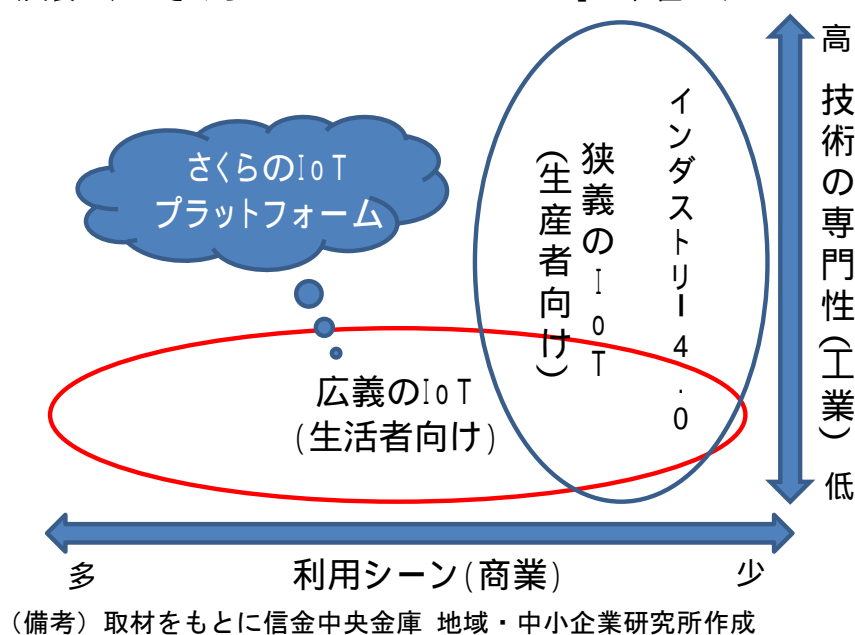 高
技術の専門性(工業)
低
インダストリー4.0
狭義のIoT
(生産者向け)
さくらのIoT
プラットフォーム
広義のIoT
(生活者向け)
多
利用シーン(商業)
少
(備考) 取材をもとに信金中央金庫 地域・中小企業研究所作成